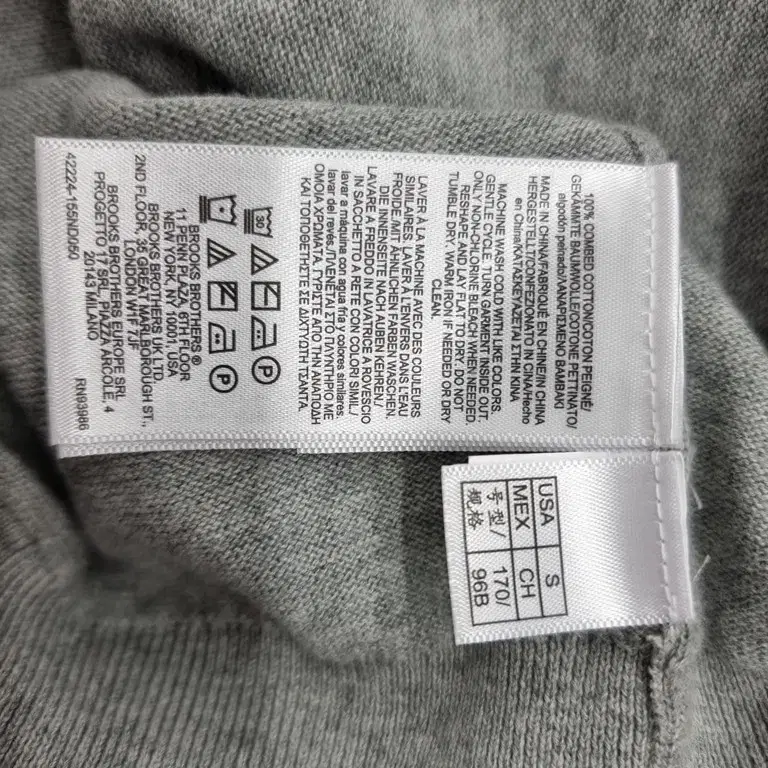 100% COMBED COTTON/COTON PEIGNÉ/
GEKÄMMTE BAUMWOLLE/COTONE PETTINATO/
algodón peinado/ΧΑΝΑΡΕΜΕΝΟ ΒΑΜΒΑΚΙ
MADE IN CHINA/FABRIQUÉ EN CHINE/IN CHINA
HERGESTELLT/CONFEZIONATO IN CINA/Hecho
en China/ΚΑΤΑΣΚΕΥΑΖΕΤΑΙ ΣΤΗΝ ΚΙΝΑ
MACHINE WASH COLD WITH LIKE COLORS.
GENTLE CYCLE. TURN GARMENT INSIDE OUT.
ONLY NON-CHLORINE BLEACH WHEN NEEDED.
RESHAPE AND LAY FLAT TO DRY. DO NOT
TUMBLE DRY. WARM IRON IF NEEDED OR DRY
CLEAN.
LAVER À LA MACHINE AVEC DES COULEURS
SIMILAIRES. LAVER À L'ENVERS DANS L'EAU
FROIDE./MIT ÄHNLICHEN FARBEN WASCHEN.
DIE INNENSEITE NACH AUßEN KEHREN./
LAVARE A FREDDO IN LAVATRICE A ROVESCIO
IN SACCHETTO A RETE CON COLORI SIMIL./
lavar a máquina con agua fría y colores similares.
lavar del revés./ΠΛΕΝΕΤΑΙ ΣΤΟ ΠΛΥΝΤΗΡΙΟ ΜΕ
ΟΜΟΙΑ ΧΡΩΜΑΤΑ. ΓΥΡΙΣΤΕ ΑΠΟ ΤΗΝ ΑΝΑΠΟΔΗ
ΚΑΙ ΤΟΠΟΘΕΤΗΣΤΕ ΣΕ ΔΙΧΤΥΩΤΗ ΤΣΑΝΤΑ.
30 P
P
BROOKS BROTHERS®
11 PENN PLAZA, 6TH FLOOR
NEW YORK, NY 10001, USA
BROOKS BROTHERS UK LTD.
2ND FLOOR, 35 GREAT MARLBOROUGH ST.,
LONDON W1F 7JF
BROOKS BROTHERS EUROPE SRL
PROGETTO 17 SRL, PIAZZA ARCOLE, 4
20143 MILANO
42224-155ND050 RN93986
USA S
MEX CH
号型/ 170/
规格 96B